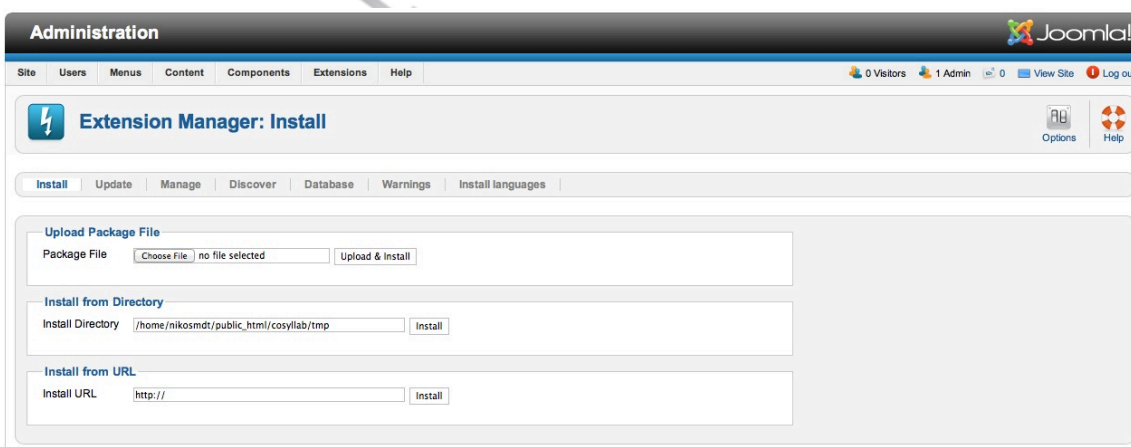 Administration
Joomla!
Site Users Menus Content Components Extensions Help
0 Visitors 1 Admin 0 View Site Log ou
Extension Manager: Install
Options Help
Install Update Manage Discover Database Warnings Install languages
Upload Package File
Package File Choose File no file selected Upload & Install
Install from Directory
Install Directory /home/nikosmdt/public_html/cosyllab/tmp Install
Install from URL
Install URL http:// Install